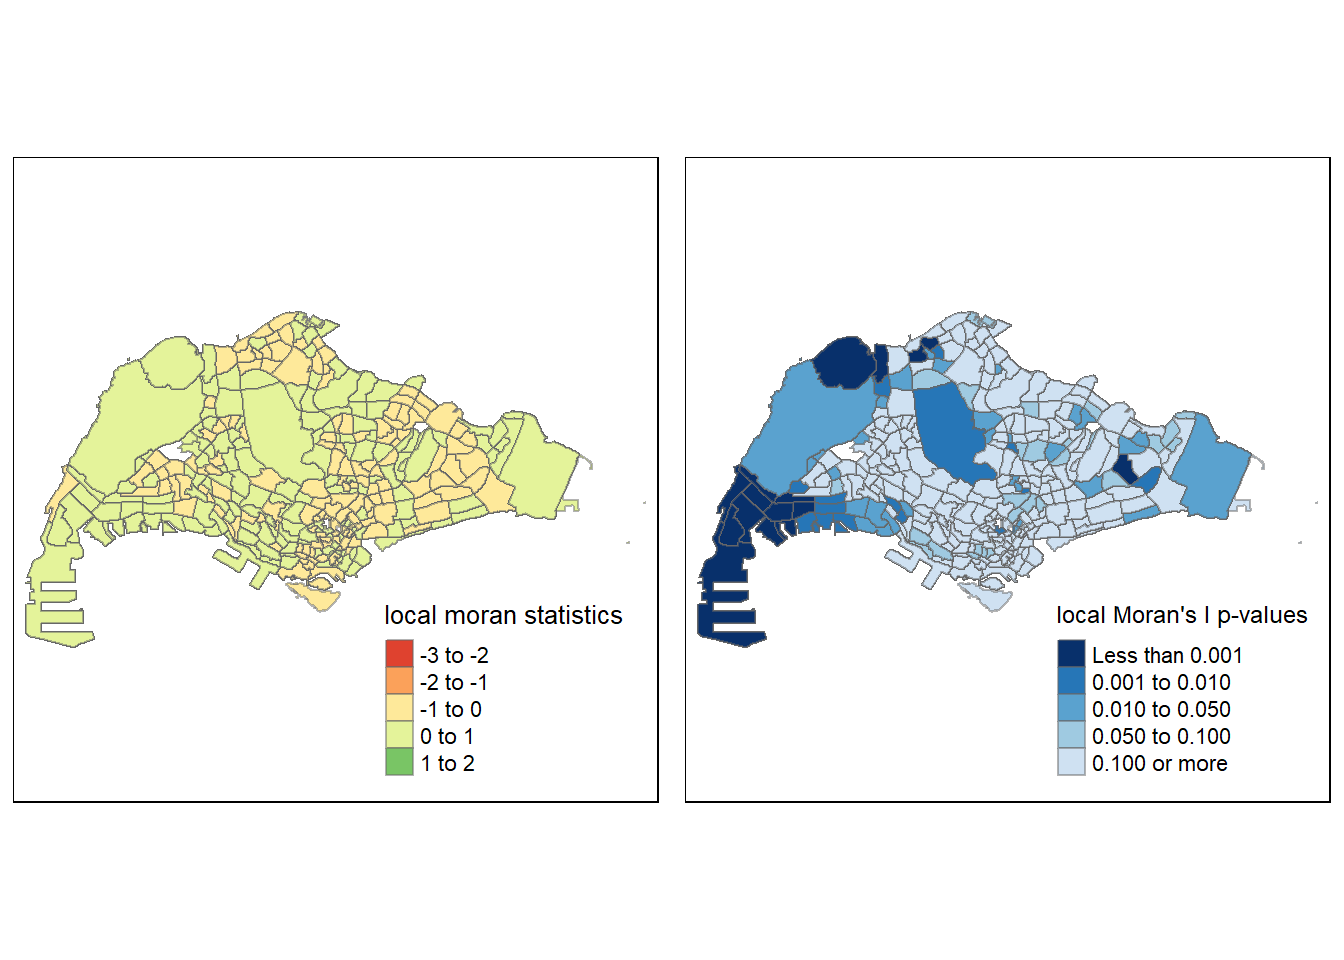 local moran statistics
-3 to -2
-2 to -1
-1 to 0
0 to 1
1 to 2
local Moran's I p-values
Less than 0.001
0.001 to 0.010
0.010 to 0.050
0.050 to 0.100
0.100 or more